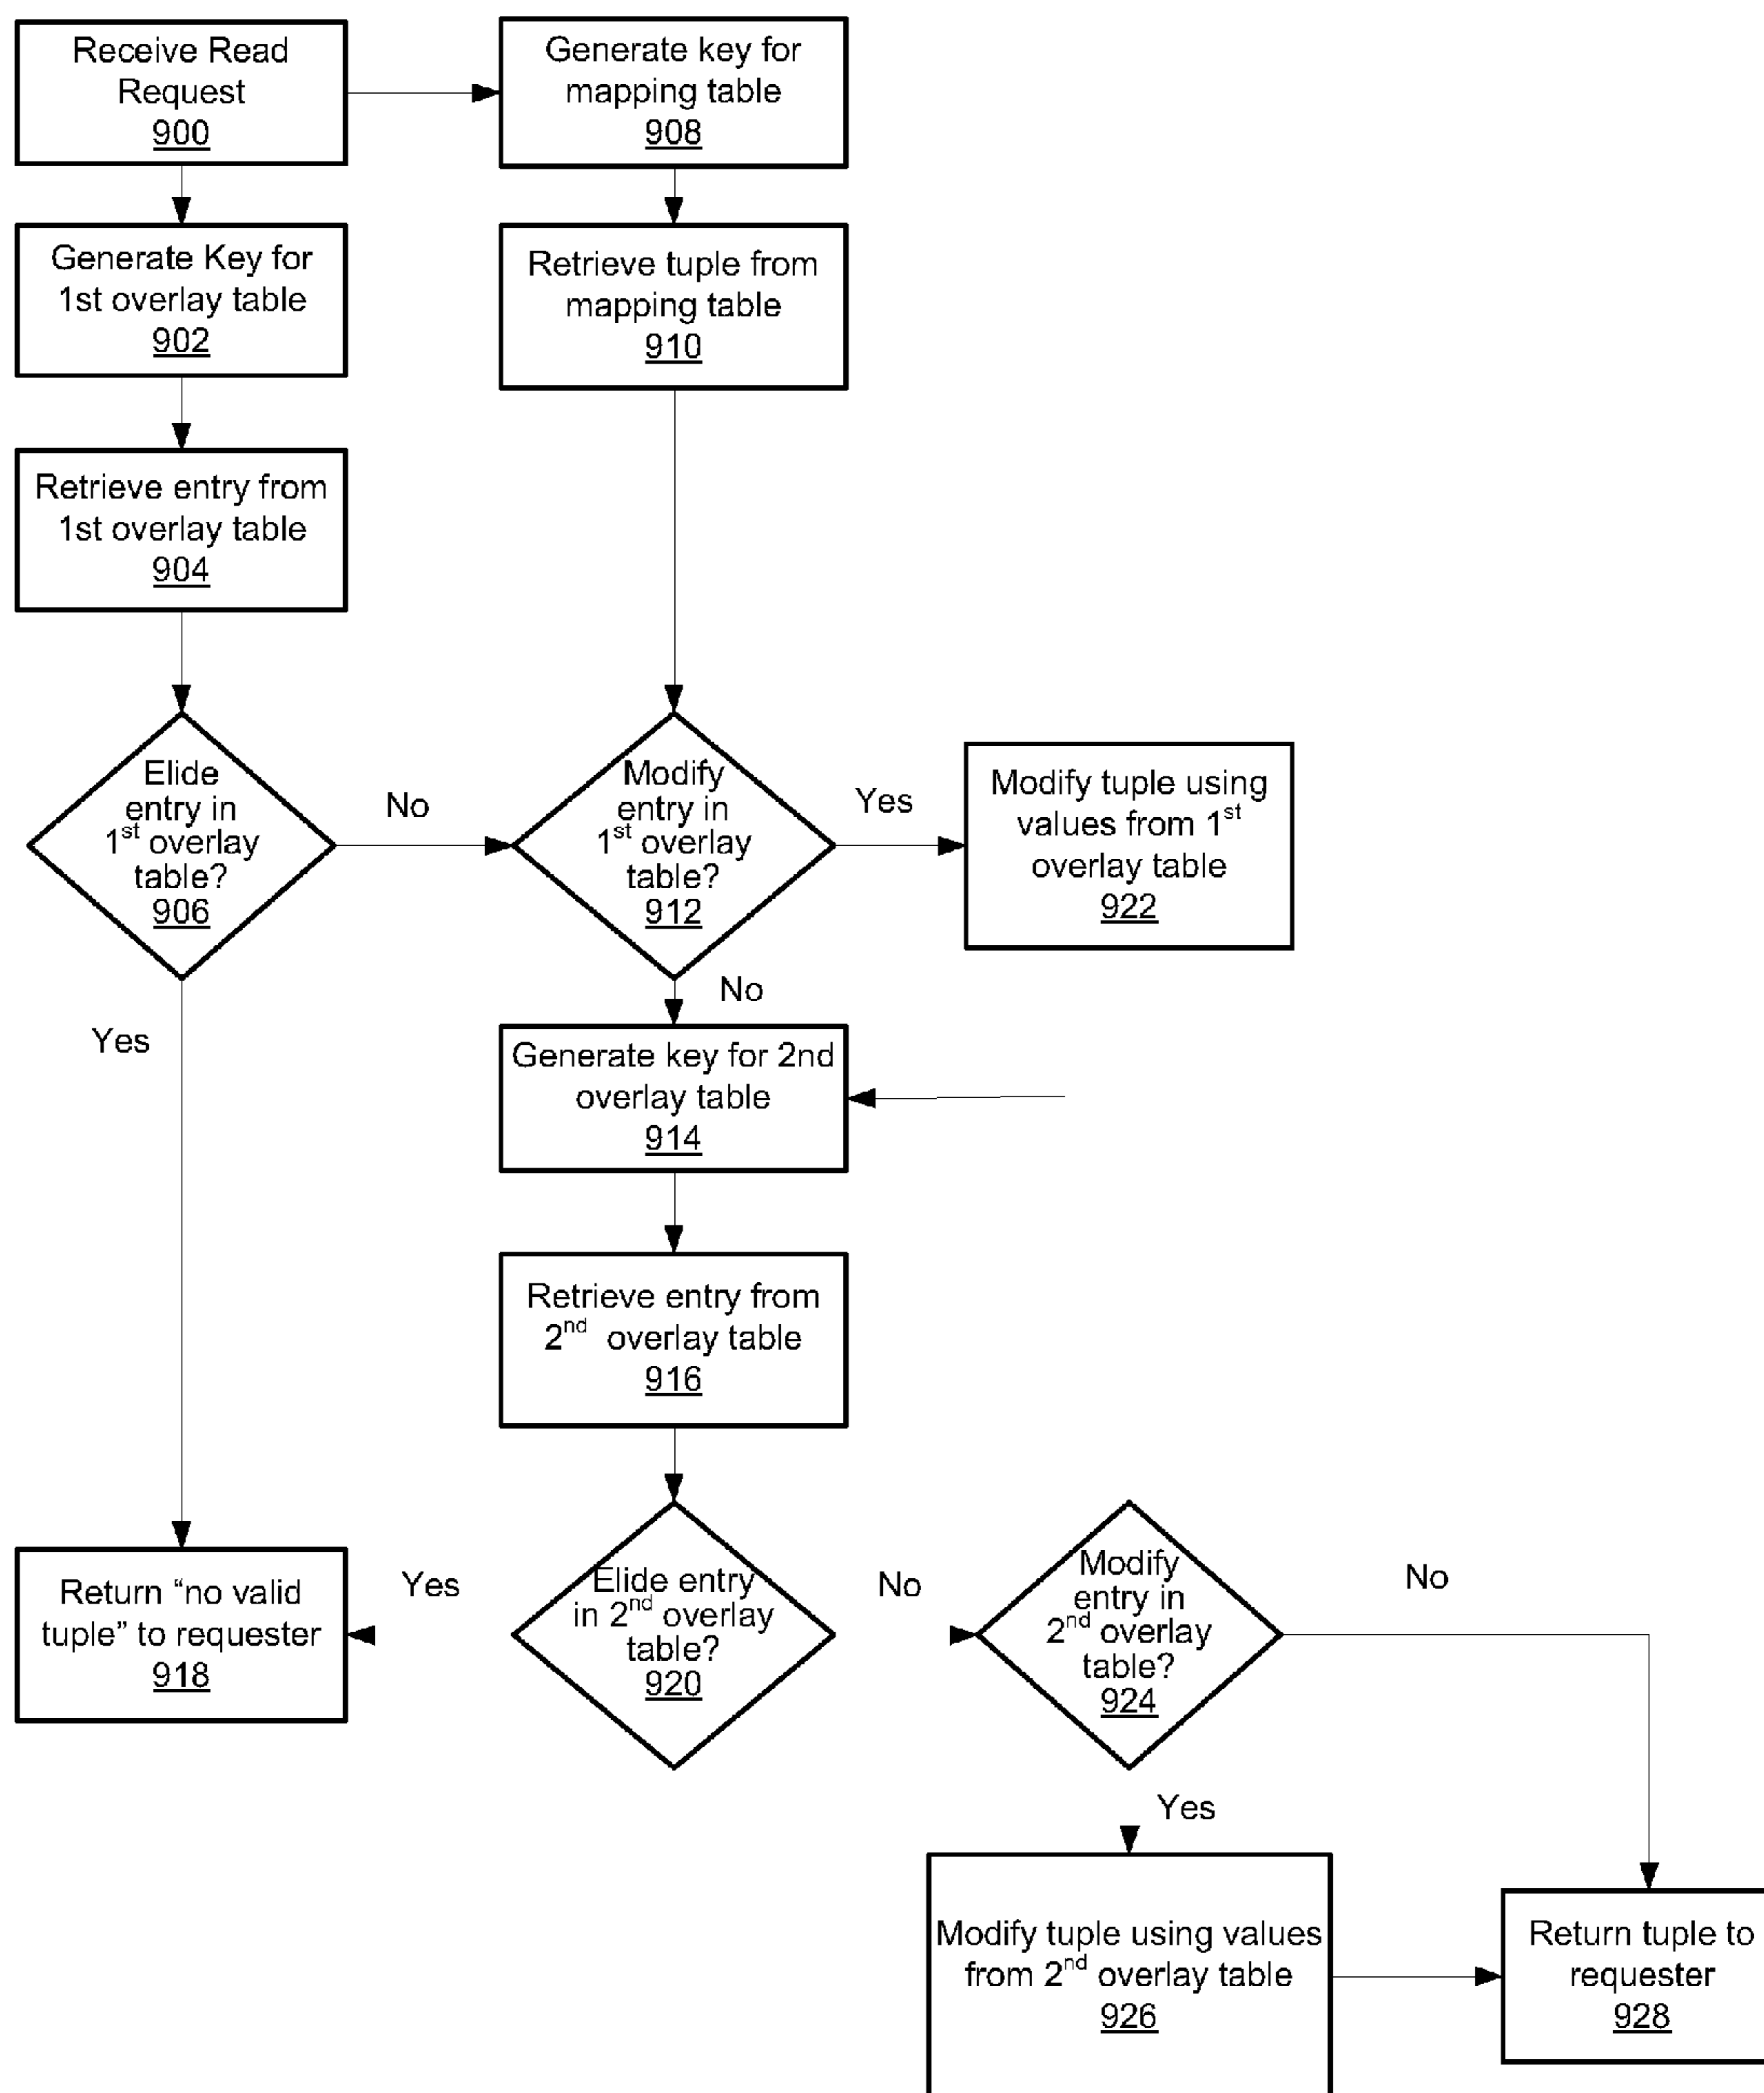 Receive Read
Request
900
Generate key for
mapping table
908
Generate Key for
1st overlay table
902
Retrieve tuple from
mapping table
910
Retrieve entry from
1st overlay table
904
Elide
entry in
1st overlay
table?
906
No
Modify
entry in
1st overlay
table?
912
Yes
Modify tuple using
values from 1st
overlay table
922
Yes
No
Generate key for 2nd
overlay table
914
Retrieve entry from
2nd overlay table
916
Return “no valid
tuple” to requester
918
Yes
Elide entry
in 2nd overlay
table?
920
No
Modify
entry in
2nd overlay
table?
924
No
Yes
Modify tuple using values
from 2nd overlay table
926
Return tuple to
requester
928